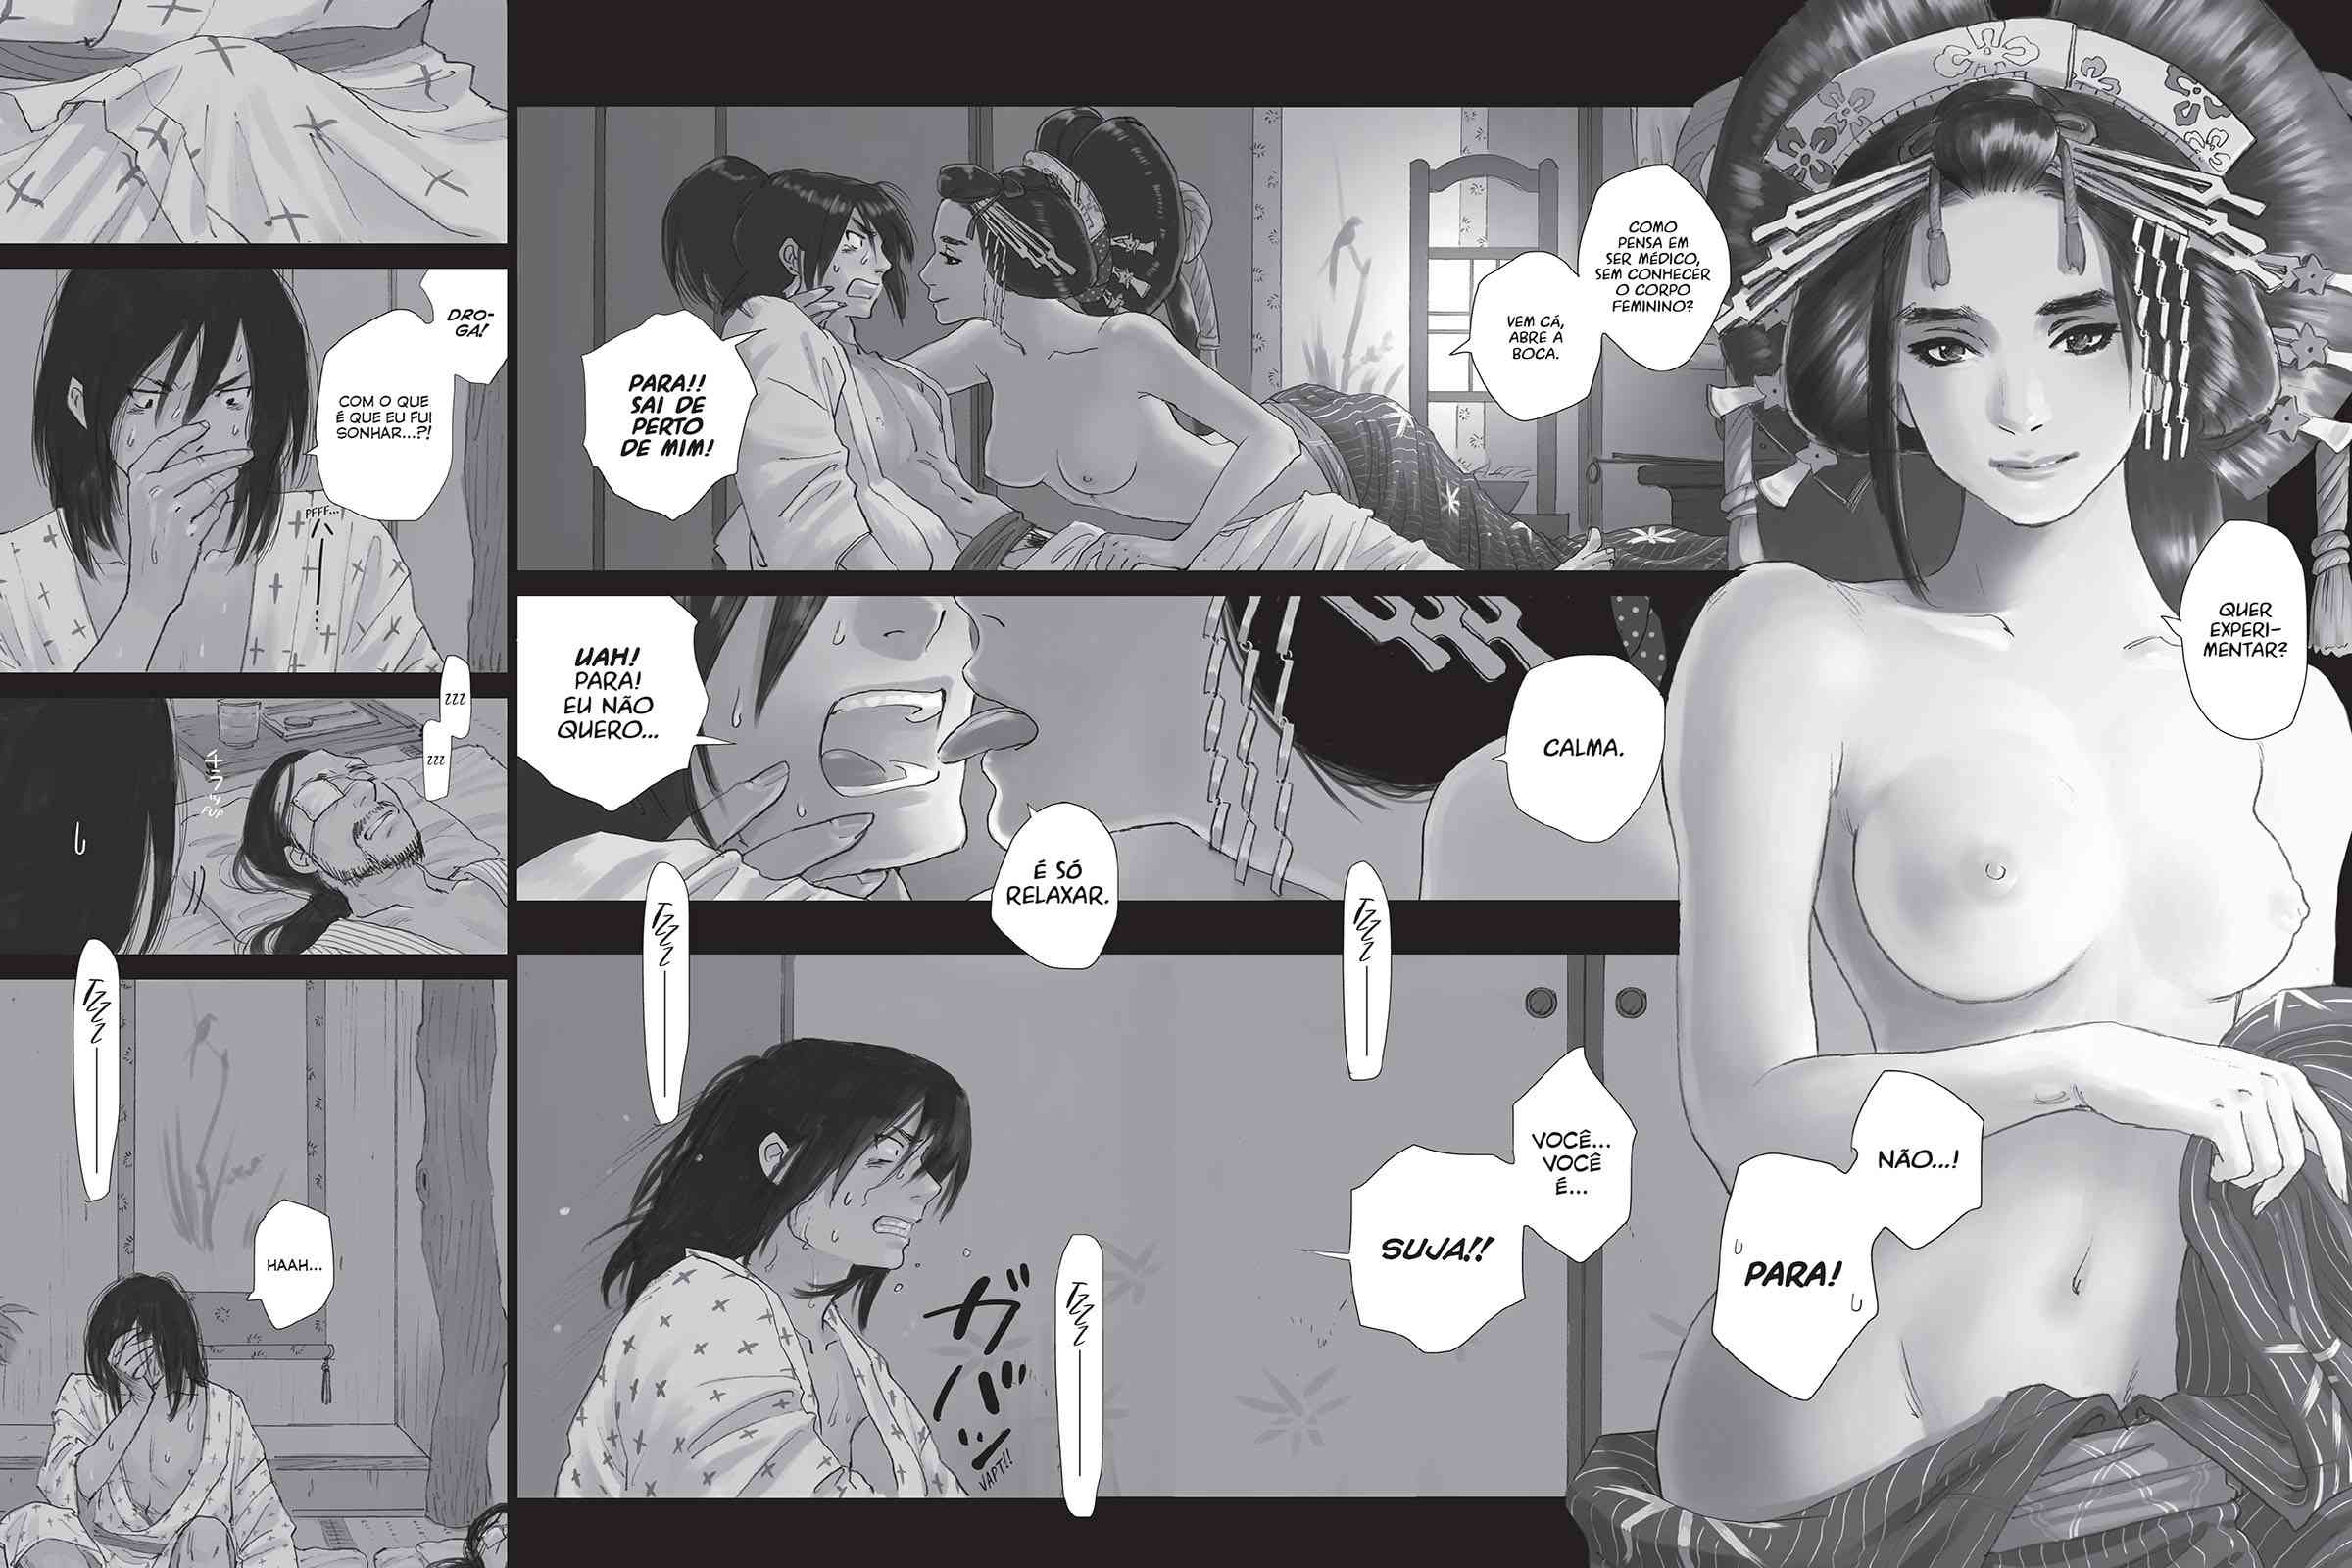 QUER
EXPERI-
MENTAR?
NÃO...!
PARA!
COMO
PENSA EM
SER MÉDICO,
SEM CONHECER
O CORPO
FEMININO?
VEM CÁ,
ABRE A
BOCA.
PARA!!
SAI DE
PERTO
DE MIM!
CALMA.
É SÓ
RELAXAR.
UAH!
PARA!
EU NÃO
QUERO...
VOCÊ...
VOCÊ
É...
SUJA!!
ガバッ
VAPT!!
DRO-
GA!
COM O QUE
É QUE EU FUI
SONHAR...?!
PFFF...
ZZZ
ZZZ
FUP
HAAH...